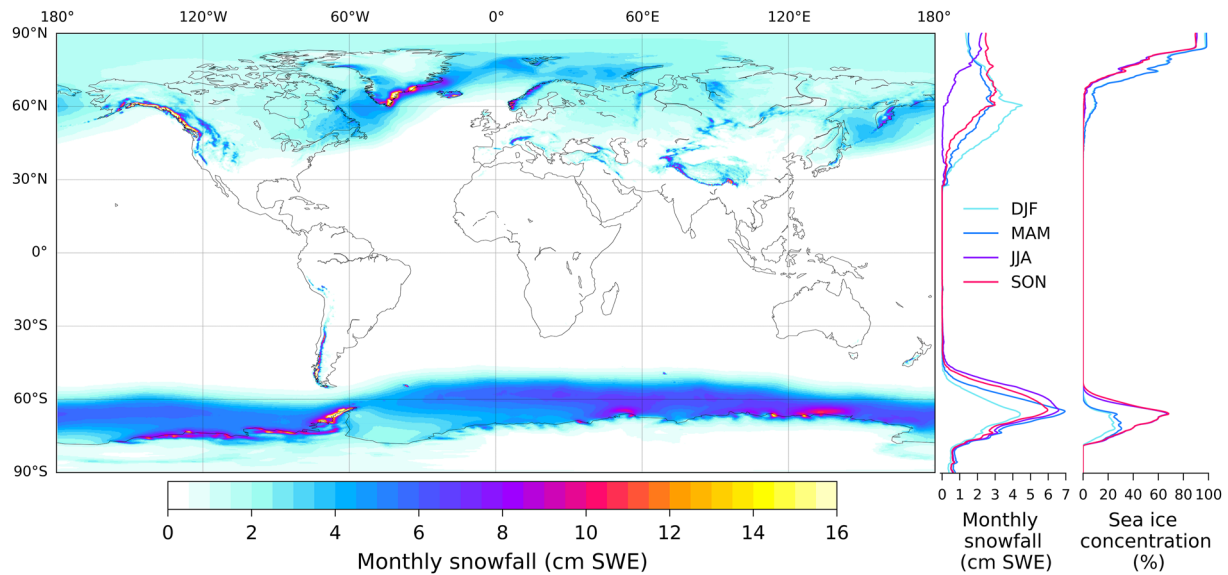 180° 120°W 60°W 0° 60°E 120°E 180°
90°N
60°N
30°N
0°
30°S
60°S
90°S
DJF
MAM
JJA
SON
0 2 4 6 8 10 12 14 16
Monthly snowfall (cm SWE)
0 1 2 3 4 5 6 7
Monthly
snowfall
(cm SWE)
0 20 40 60 80 100
Sea ice
concentration
(%)